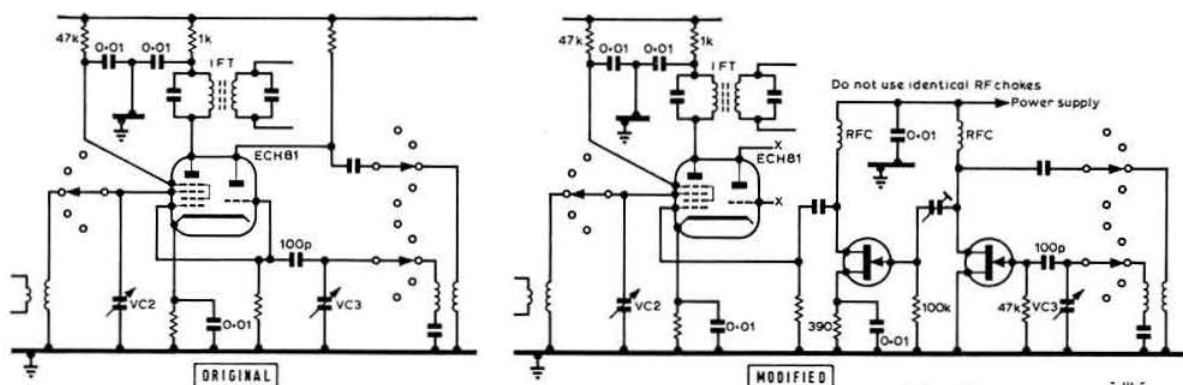 47k
0·01
0·01
1k
IFT
ECH81
100p
VC2
0·01
VC3
ORIGINAL
47k
0·01
0·01
1k
IFT
ECH81
X
X
Do not use identical RF chokes
Power supply
RFC
0·01
RFC
100p
VC2
0·01
390
0·01
100k
47k
VC3
MODIFIED